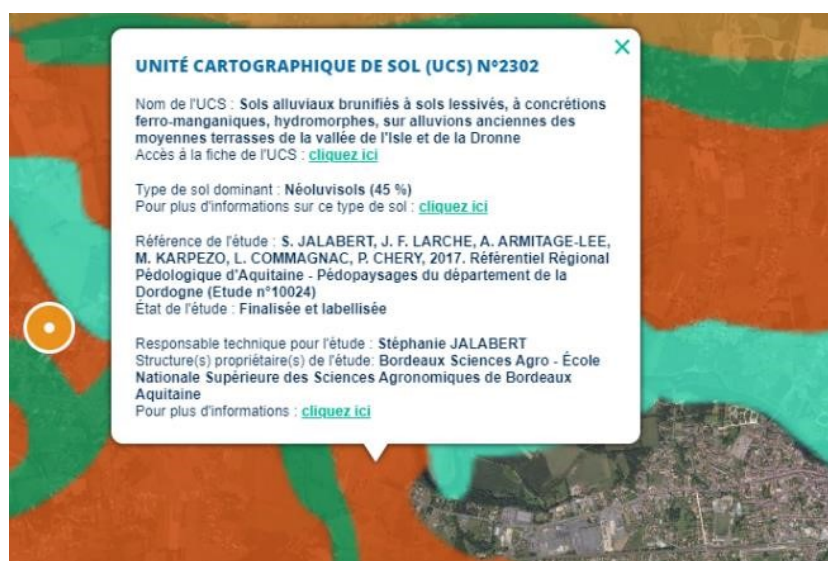 UNITÉ CARTOGRAPHIQUE DE SOL (UCS) N°2302
Nom de l'UCS : Sols alluviaux brunifiés à sols lessivés, à concrétions
ferro-manganiques, hydromorphes, sur alluvions anciennes des
moyennes terrasses de la vallée de l'Isle et de la Dronne
Accès à la fiche de l'UCS : cliquez ici
Type de sol dominant : Néoluvisols (45 %)
Pour plus d'informations sur ce type de sol : cliquez ici
Référence de l'étude : S. JALABERT, J. F. LARCHE, A. ARMITAGE-LEE,
M. KARPEZO, L. COMMAGNAC, P. CHERY, 2017. Référentiel Régional
Pédologique d'Aquitaine - Pédopaysages du département de la
Dordogne (Etude n°10024)
État de l'étude : Finalisée et labellisée
Responsable technique pour l'étude : Stéphanie JALABERT
Structure(s) propriétaire(s) de l'étude: Bordeaux Sciences Agro - École
Nationale Supérieure des Sciences Agronomiques de Bordeaux
Aquitaine
Pour plus d'informations : cliquez ici